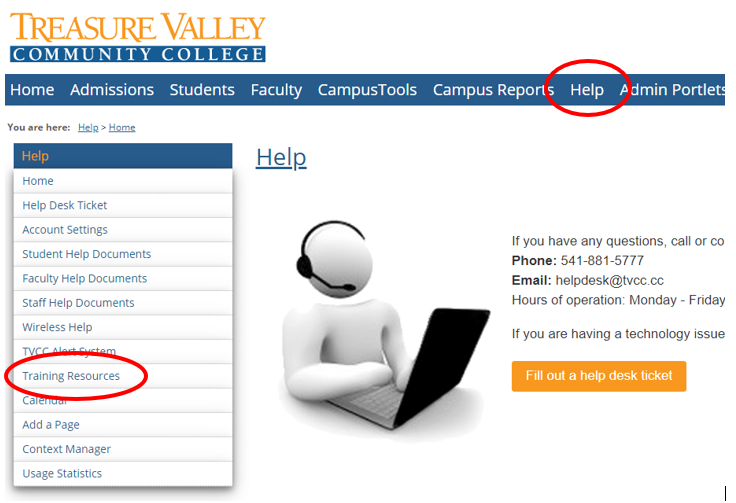 TREASURE VALLEY
COMMUNITY COLLEGE
Home Admissions Students Faculty CampusTools Campus Reports Help Admin Portlets
You are here: Help > Home
Help
Home
Help Desk Ticket
Account Settings
Student Help Documents
Faculty Help Documents
Staff Help Documents
Wireless Help
TVCC Alert System
Training Resources
Calendar
Add a Page
Context Manager
Usage Statistics
Help
If you have any questions, call or co
Phone: 541-881-5777
Email: helpdesk@tvcc.cc
Hours of operation: Monday - Friday
If you are having a technology issue
Fill out a help desk ticket